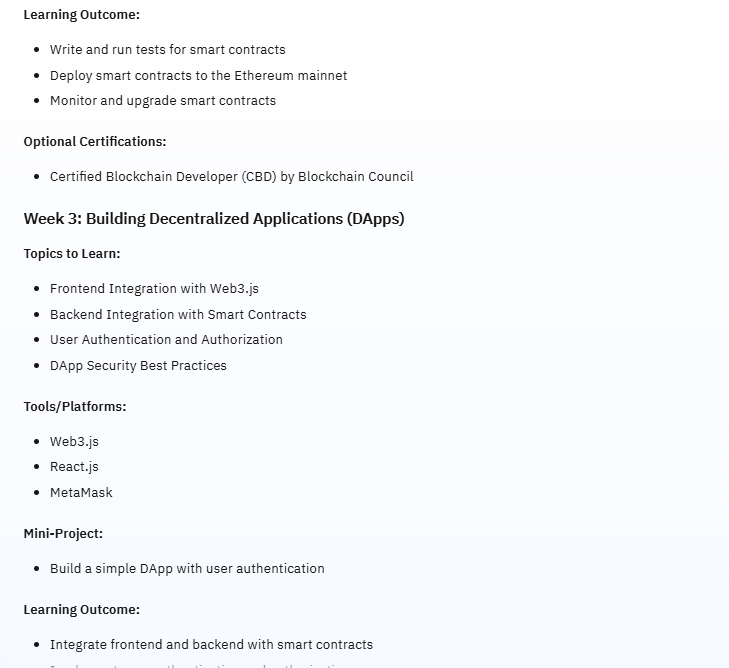 Learning Outcome:
Write and run tests for smart contracts
Deploy smart contracts to the Ethereum mainnet
Monitor and upgrade smart contracts
Optional Certifications:
Certified Blockchain Developer (CBD) by Blockchain Council
Week 3: Building Decentralized Applications (DApps)
Topics to Learn:
Frontend Integration with Web3.js
Backend Integration with Smart Contracts
User Authentication and Authorization
DApp Security Best Practices
Tools/Platforms:
Web3.js
React.js
MetaMask
Mini-Project:
Build a simple DApp with user authentication
Learning Outcome:
Integrate frontend and backend with smart contracts